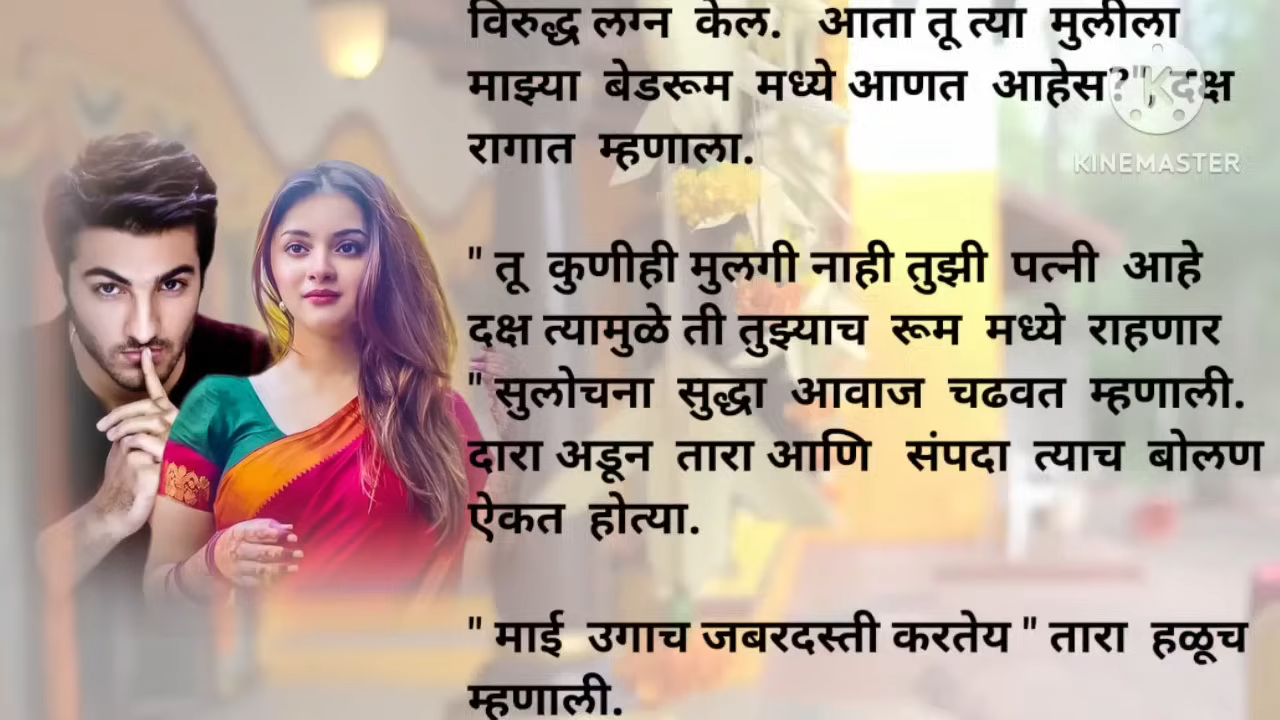 विरुद्ध लग्न केल. आता तू त्या मुलीला
माझ्या बेडरूम मध्ये आणत आहेस?", दक्ष
रागात म्हणाला.
KINEMASTER
" तू कुणीही मुलगी नाही तुझी पत्नी आहे
दक्ष त्यामुळे ती तुझ्याच रूम मध्ये राहणार
" सुलोचना सुद्धा आवाज चढवत म्हणाली.
दारा अडून तारा आणि संपदा त्याच बोलण
ऐकत होत्या.
" माई उगाच जबरदस्ती करतेय " तारा हळूच
म्हणाली.